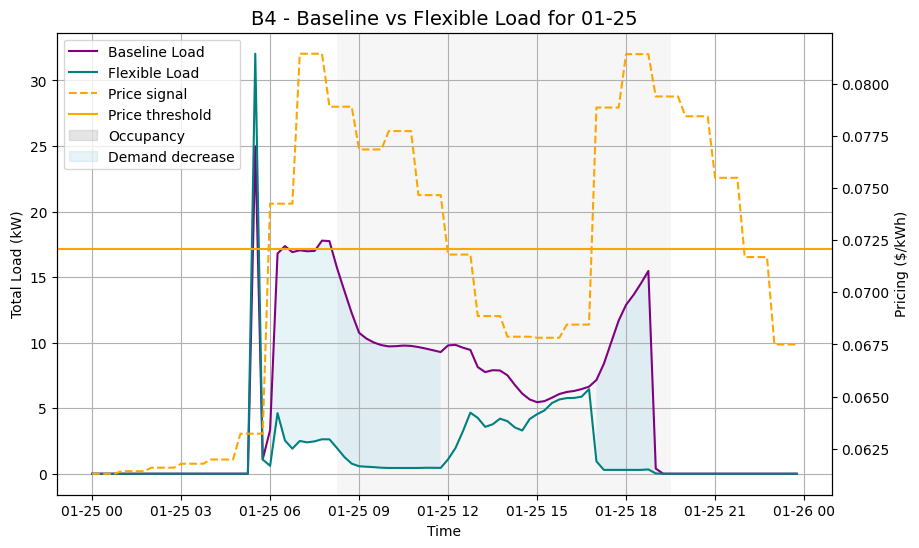 B4 - Baseline vs Flexible Load for 01-25
Baseline Load
Flexible Load
Price signal
Price threshold
Occupancy
Demand decrease
Total Load (kW)
30
25
20
15
10
5
0
0.0800
0.0775
0.0750
0.0725
0.0700
0.0675
0.0650
0.0625
Pricing ($/kWh)
01-25 00 01-25 03 01-25 06 01-25 09 01-25 12 01-25 15 01-25 18 01-25 21 01-26 00
Time